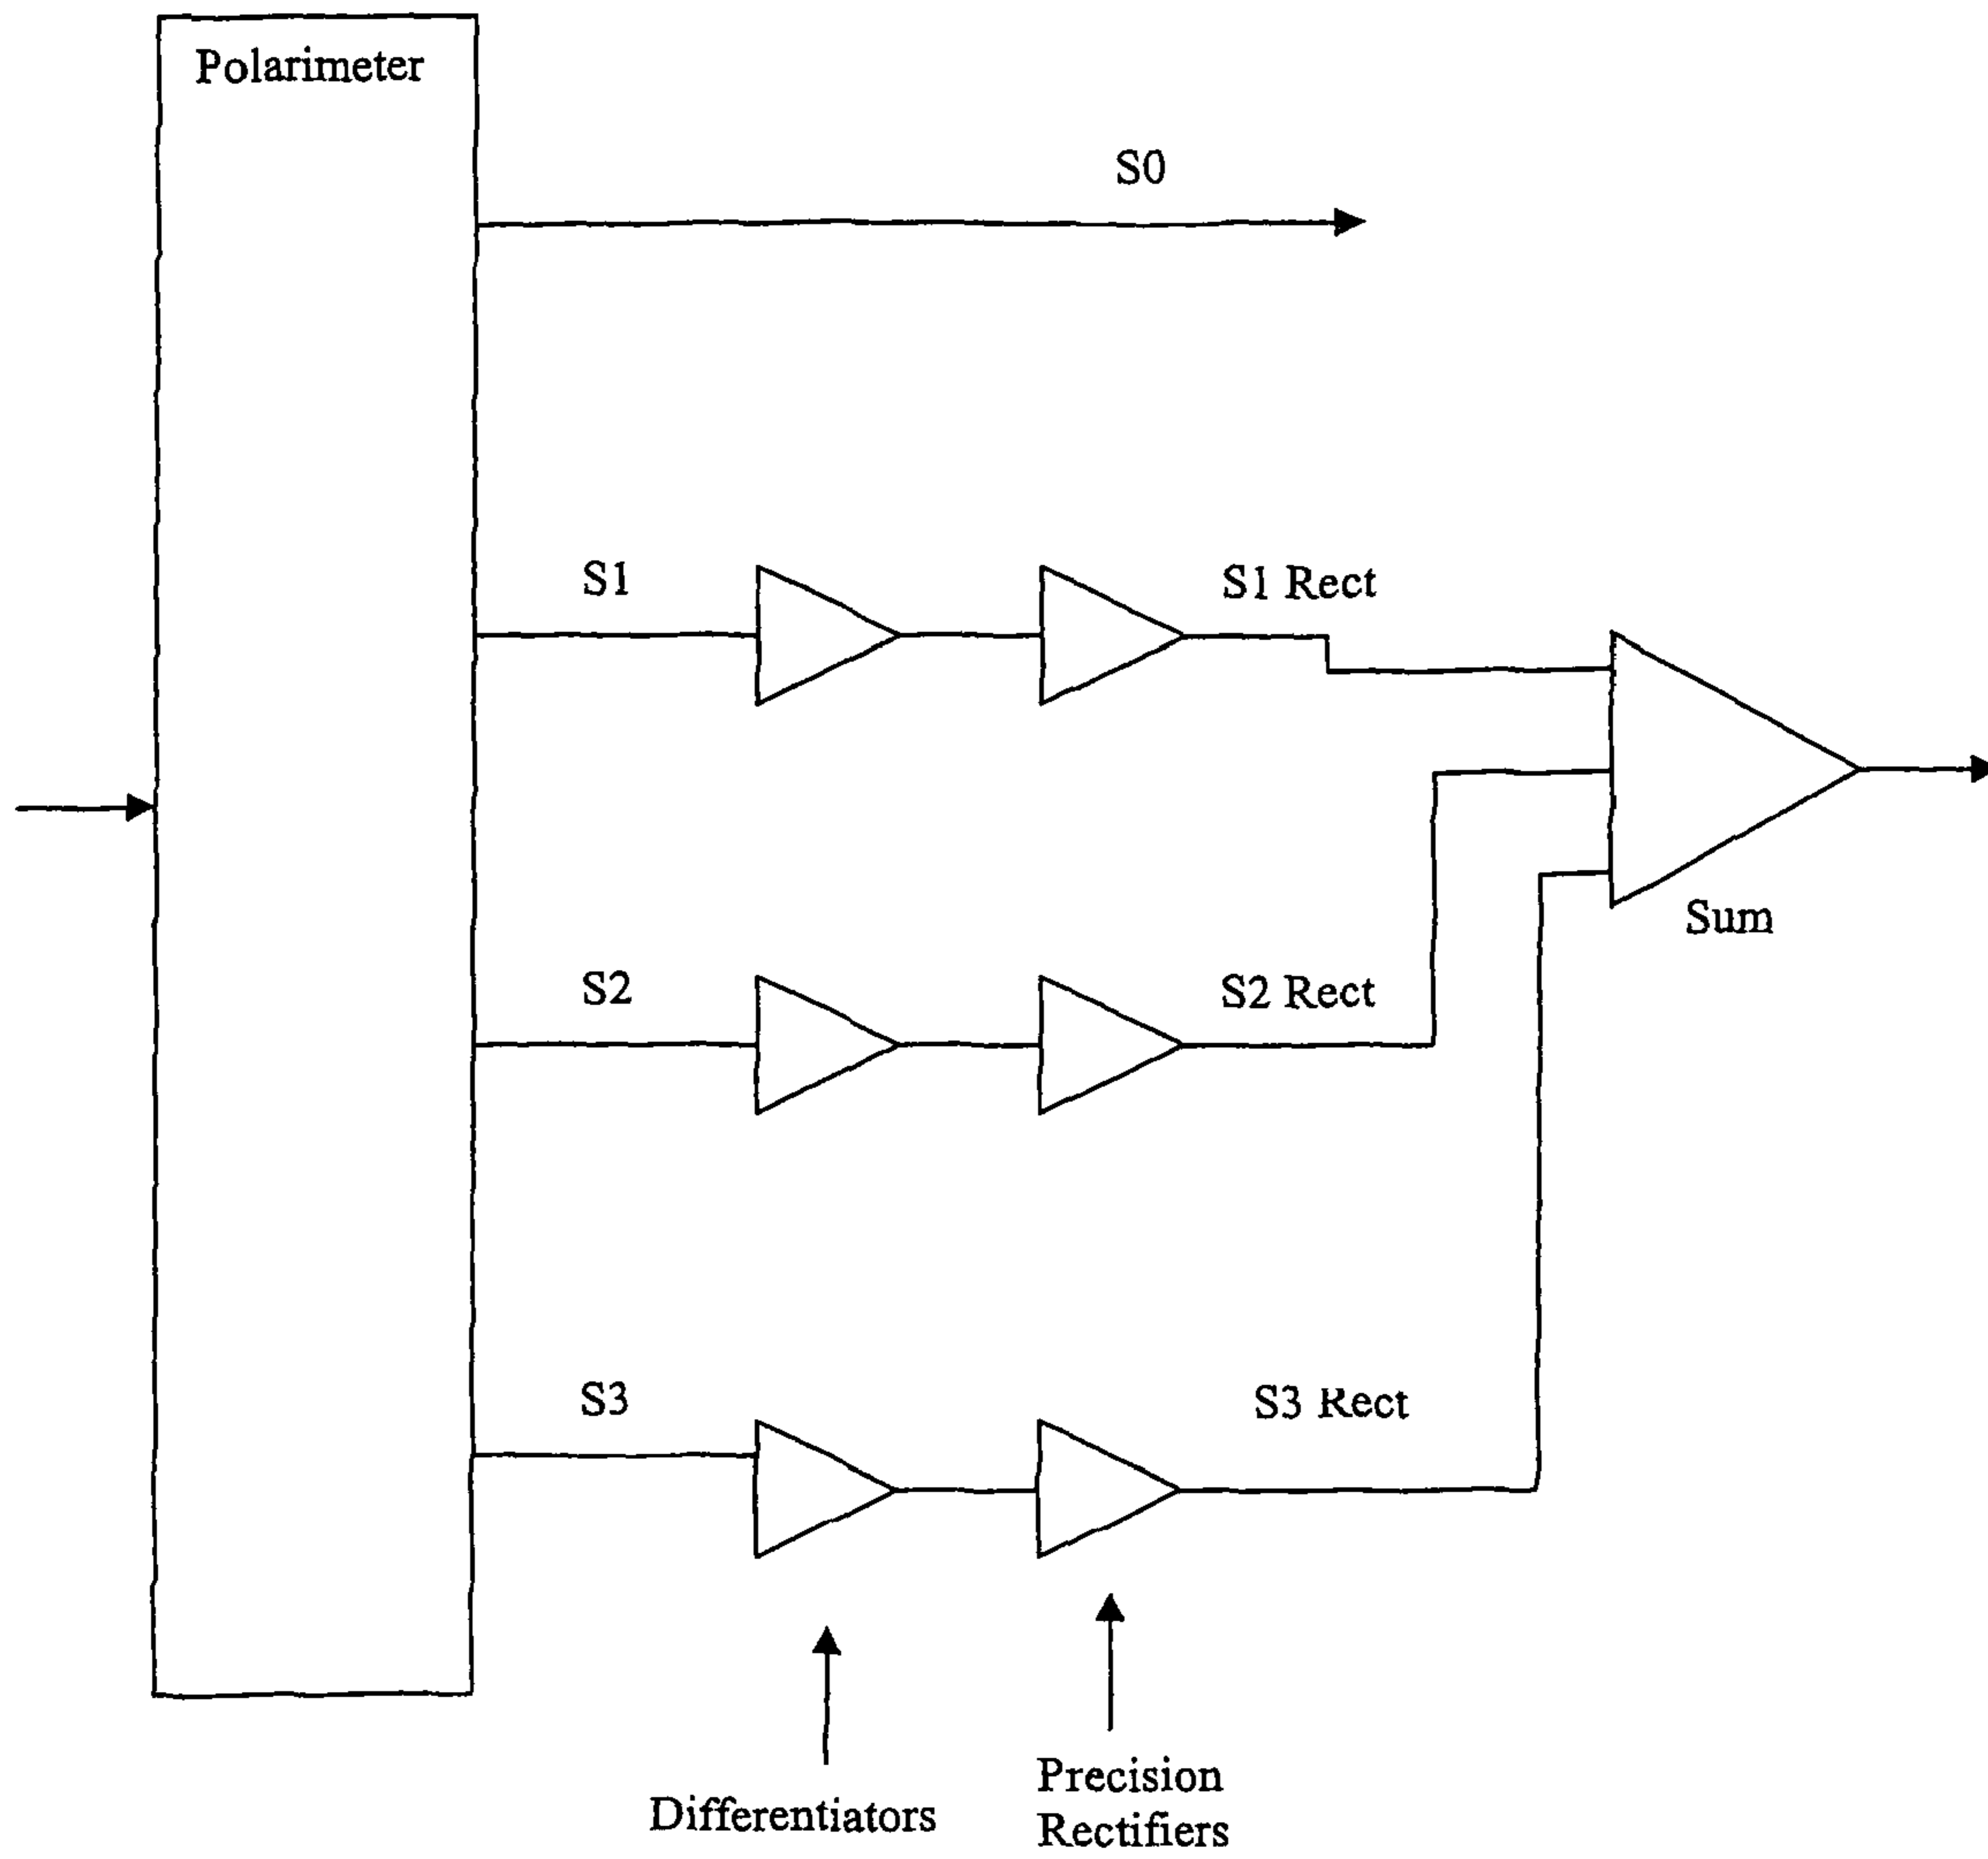 Polarimeter
S0
S1
S1 Rect
Sum
S2
S2 Rect
S3
S3 Rect
Differentiators
Precision
Rectifiers